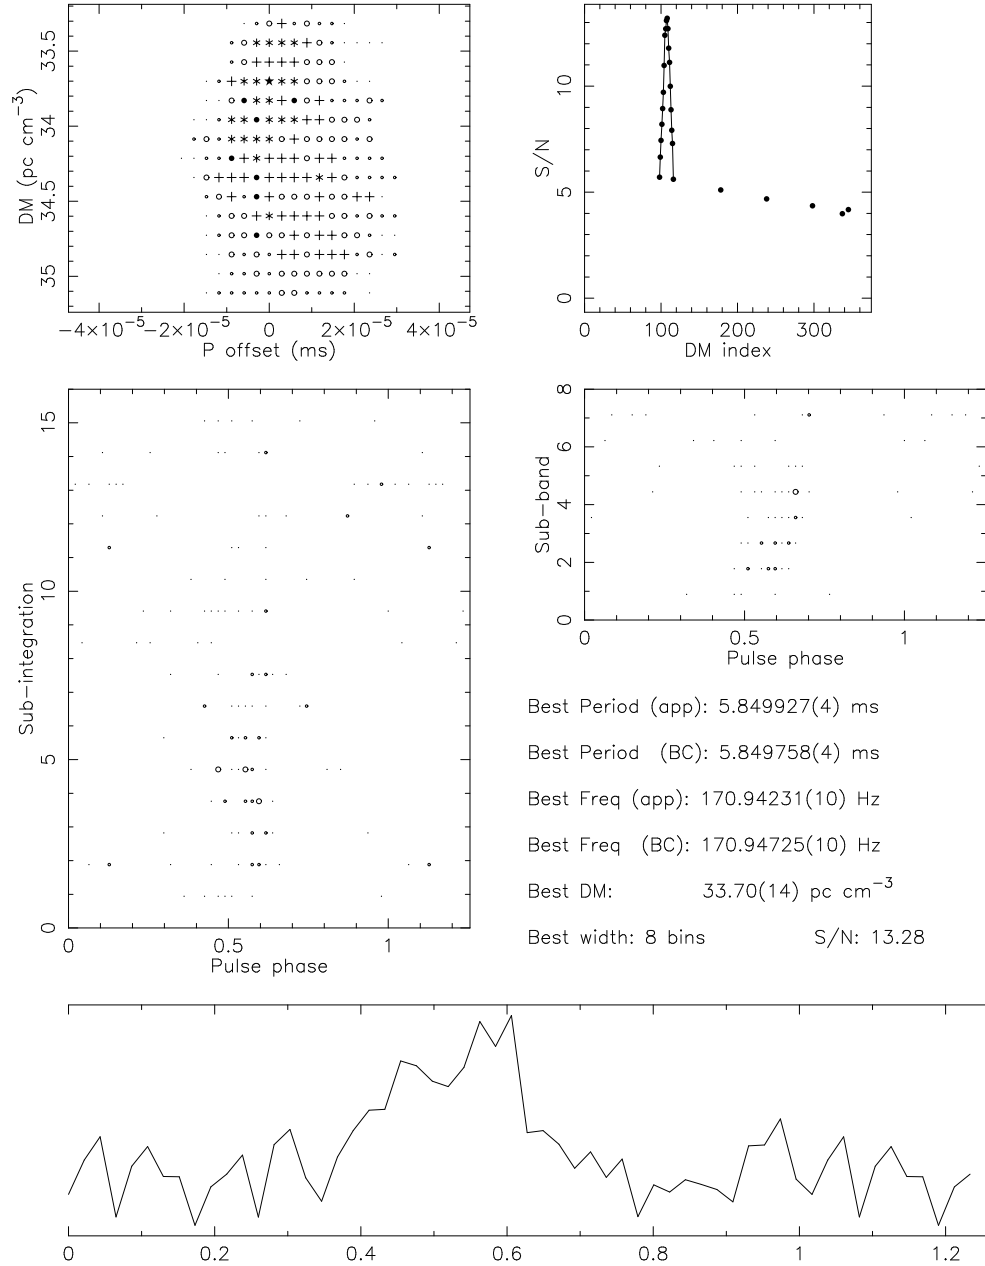 33.5
34
34.5
35
DM (pc cm⁻³)
−4×10⁻⁵ −2×10⁻⁵ 0 2×10⁻⁵ 4×10⁻⁵
P offset (ms)
0
5
10
S/N
0 100 200 300
DM index
0
5
10
15
Sub−integration
0 0.5 1
Pulse phase
0
2
4
6
8
Sub−band
0 0.5 1
Pulse phase
Best Period (app): 5.849927(4) ms
Best Period (BC): 5.849758(4) ms
Best Freq (app): 170.94231(10) Hz
Best Freq (BC): 170.94725(10) Hz
Best DM: 33.70(14) pc cm⁻³
Best width: 8 bins S/N: 13.28
0 0.2 0.4 0.6 0.8 1 1.2